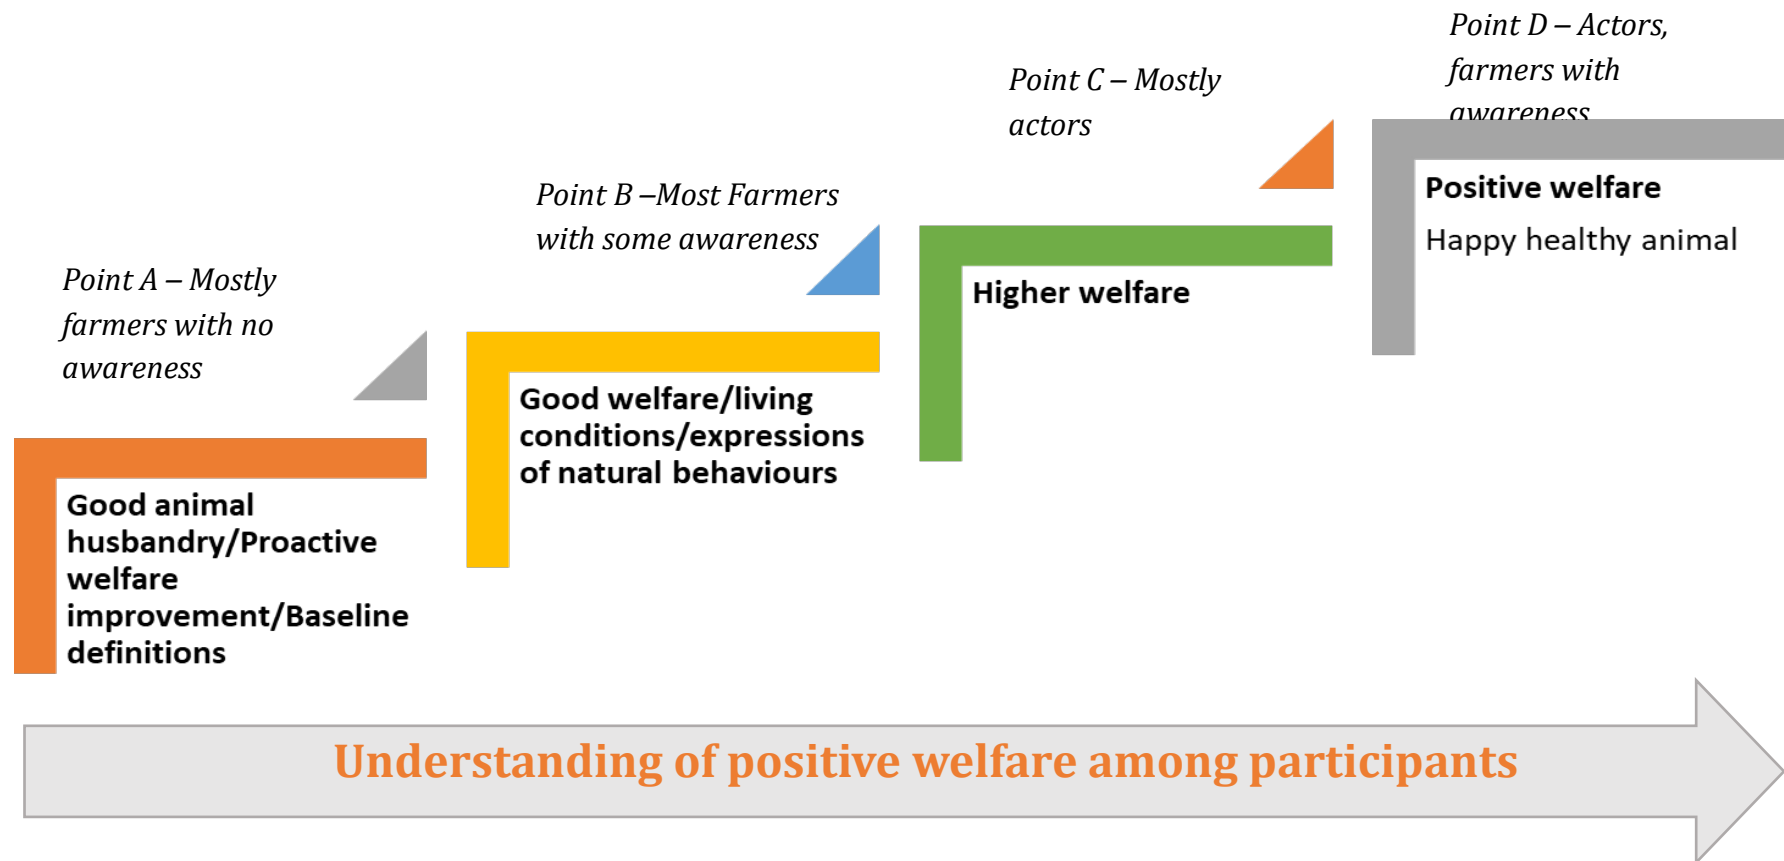 Point A – Mostly
farmers with no
awareness
Good animal
husbandry/Proactive
welfare
improvement/Baseline
definitions
Point B –Most Farmers
with some awareness
Good welfare/living
conditions/expressions
of natural behaviours
Point C – Mostly
actors
Higher welfare
Point D – Actors,
farmers with
awareness
Positive welfare
Happy healthy animal
Understanding of positive welfare among participants